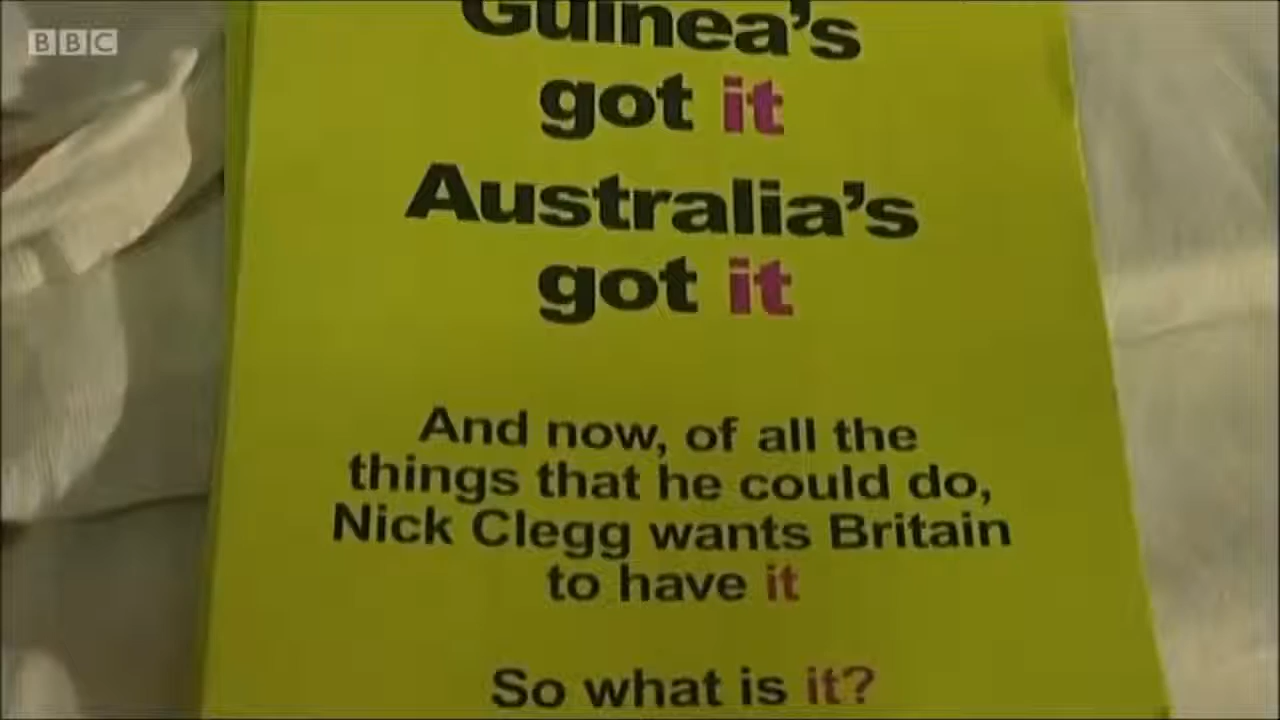 BBC
Guinea's
got it
Australia's
got it
And now, of all the
things that he could do,
Nick Clegg wants Britain
to have it
So what is it?